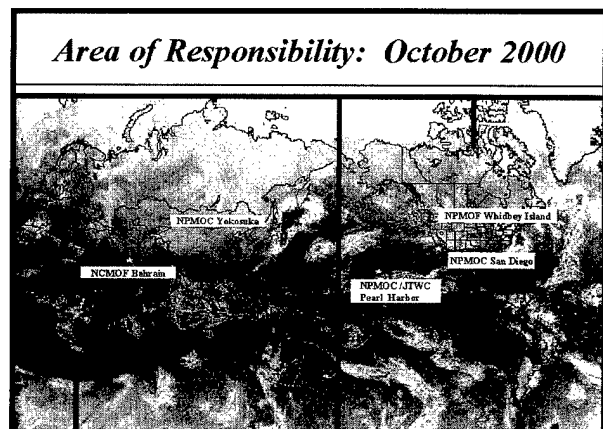 Area of Responsibility: October 2000
NPMOC Yokosuka
NPMOF Whidbey Island
NCMOF Bahrain
NPMOC San Diego
NPMOC/JTWC
Pearl Harbor